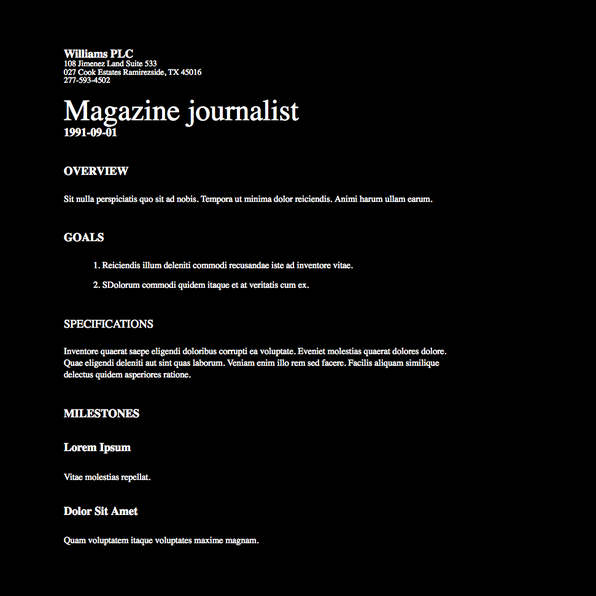 Williams PLC
108 Jimenez Land Suite 533
027 Cook Estates Ramirezside, TX 45016
277-593-4502
Magazine journalist
1991-09-01
OVERVIEW
Sit nulla perspiciatis quo sit ad nobis. Tempora ut minima dolor reiciendis. Animi harum ullam earum.
GOALS
1. Reiciendis illum deleniti commodi recusandae iste ad inventore vitae.
2. SDolorum commodi quidem itaque et at veritatis cum ex.
SPECIFICATIONS
Inventore quaerat saepe eligendi doloribus corrupti ea voluptate. Eveniet molestias quaerat dolores dolore.
Quae eligendi deleniti aut sint quas laborum. Veniam enim illo rem sed facere. Facilis aliquam similique
delectus quidem asperiores ratione.
MILESTONES
Lorem Ipsum
Vitae molestias repellat.
Dolor Sit Amet
Quam voluptatem itaque voluptates maxime magnam.